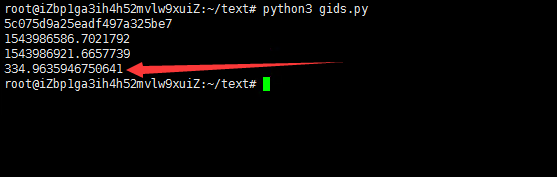 root@iZbp1ga3ih4h52mvlw9xuiZ:~/text# python3 gids.py
5c075d9a25eadf497a325be7
1543986586.7021792
1543986921.6657739
334.9635946750641
root@iZbp1ga3ih4h52mvlw9xuiZ:~/text#